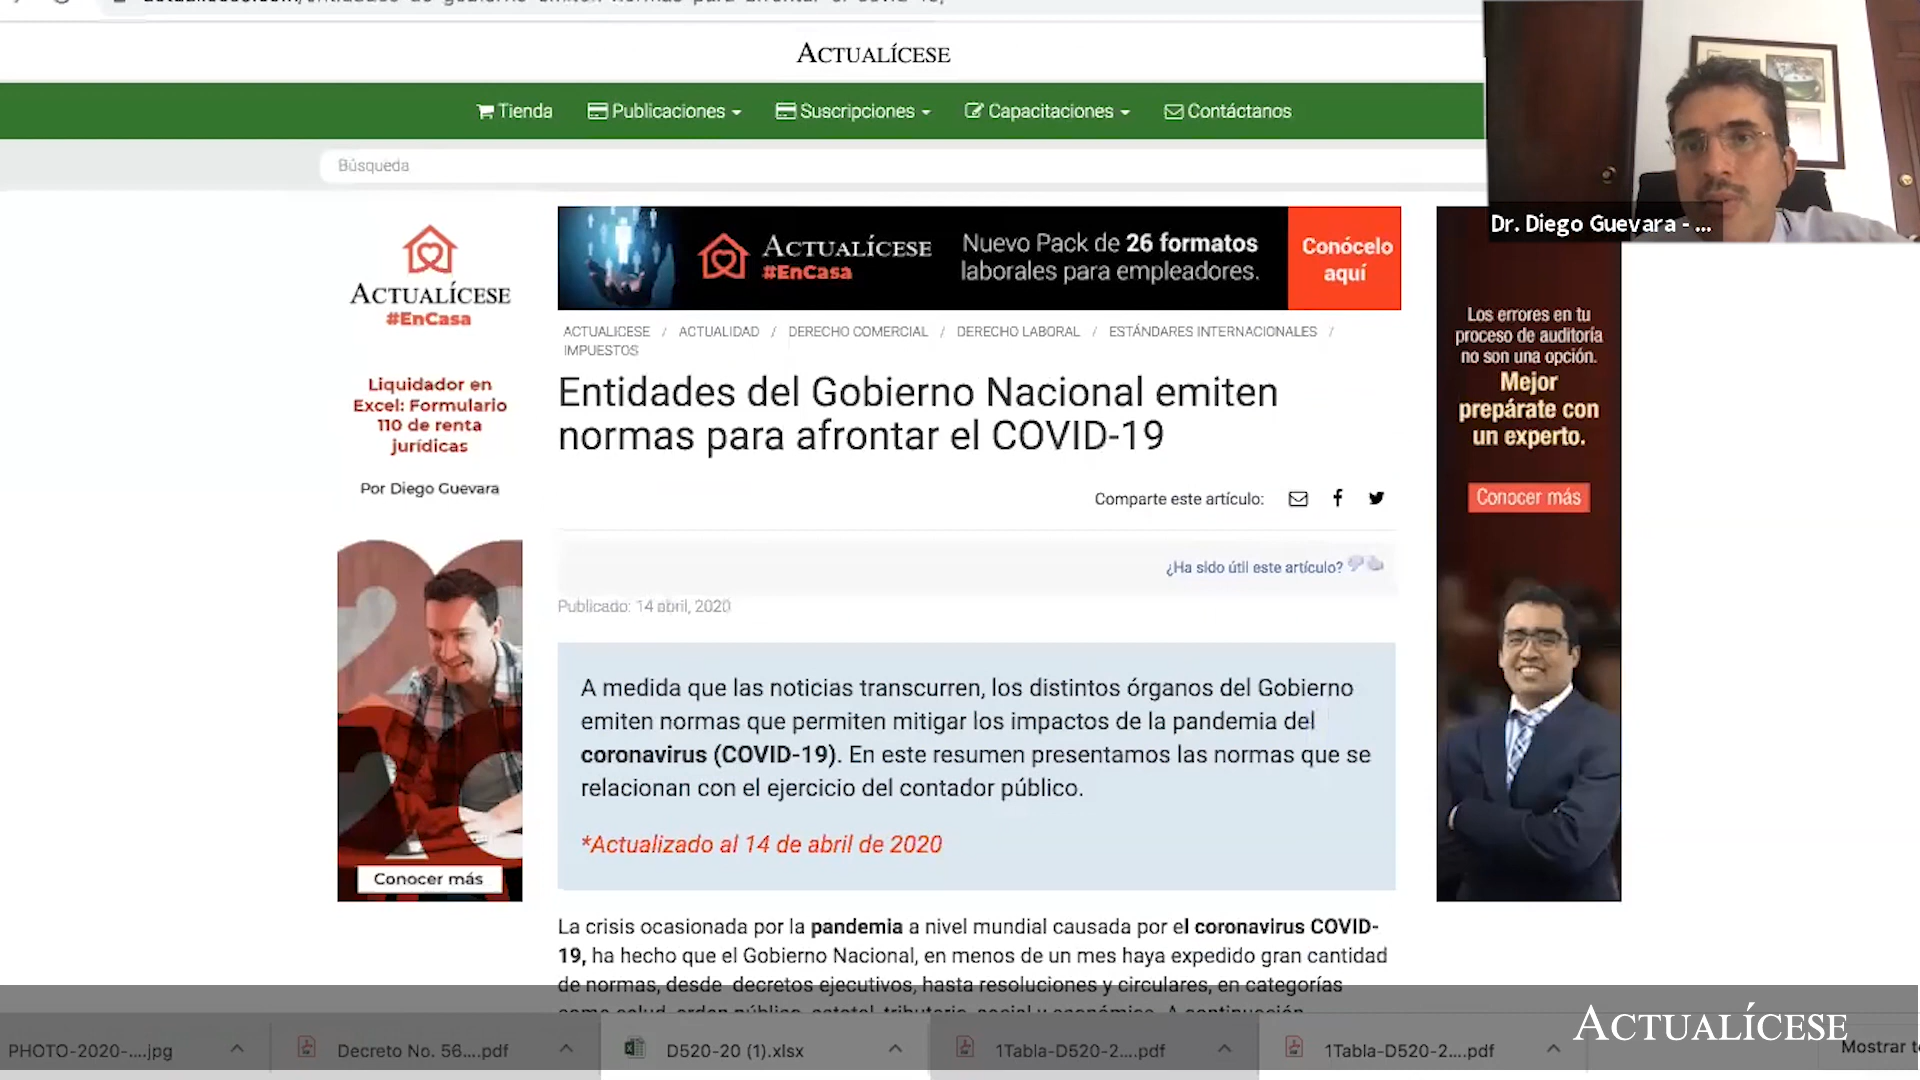 ACTUALÍCESE
Tienda Publicaciones Suscripciones Capacitaciones Contáctanos
Búsqueda
Dr. Diego Guevara - ...
ACTUALÍCESE
#EnCasa
Liquidador en
Excel: Formulario
110 de renta
jurídicas
Por Diego Guevara
Conocer más
ACTUALÍCESE
#EnCasa
Nuevo Pack de 26 formatos
laborales para empleadores.
Conócelo
aquí
ACTUALICESE / ACTUALIDAD / DERECHO COMERCIAL / DERECHO LABORAL / ESTÁNDARES INTERNACIONALES /
IMPUESTOS
Entidades del Gobierno Nacional emiten
normas para afrontar el COVID-19
Comparte este artículo:
¿Ha sido útil este artículo?
Publicado: 14 abril, 2020
A medida que las noticias transcurren, los distintos órganos del Gobierno
emiten normas que permiten mitigar los impactos de la pandemia del
coronavirus (COVID-19). En este resumen presentamos las normas que se
relacionan con el ejercicio del contador público.
*Actualizado al 14 de abril de 2020
La crisis ocasionada por la pandemia a nivel mundial causada por el coronavirus COVID-
19, ha hecho que el Gobierno Nacional, en menos de un mes haya expedido gran cantidad
de normas, desde decretos ejecutivos, hasta resoluciones y circulares, en categorías
Los errores en tu
proceso de auditoría
no son una opción.
Mejor
prepárate con
un experto.
Conocer más
ACTUALÍCESE
PHOTO-2020-....jpg
Decreto No. 56....pdf
D520-20 (1).xlsx
1Tabla-D520-2....pdf
1Tabla-D520-2....pdf
Mostrar